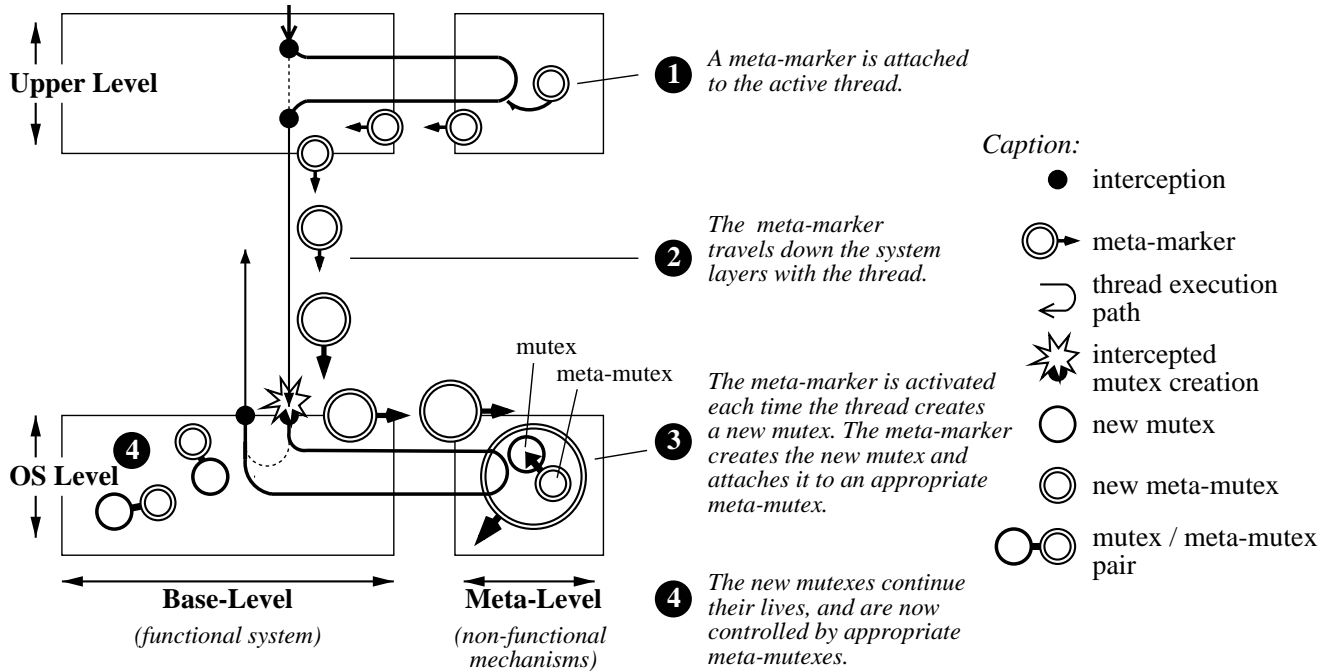 Upper Level
1
A meta-marker is attached
to the active thread.
2
The meta-marker
travels down the system
layers with the thread.
mutex
meta-mutex
OS Level
4
3
The meta-marker is activated
each time the thread creates
a new mutex. The meta-marker
creates the new mutex and
attaches it to an appropriate
meta-mutex.
Base-Level
(functional system)
Meta-Level
(non-functional
mechanisms)
4
The new mutexes continue
their lives, and are now
controlled by appropriate
meta-mutexes.
Caption:
interception
meta-marker
thread execution
path
intercepted
mutex creation
new mutex
new meta-mutex
mutex / meta-mutex
pair